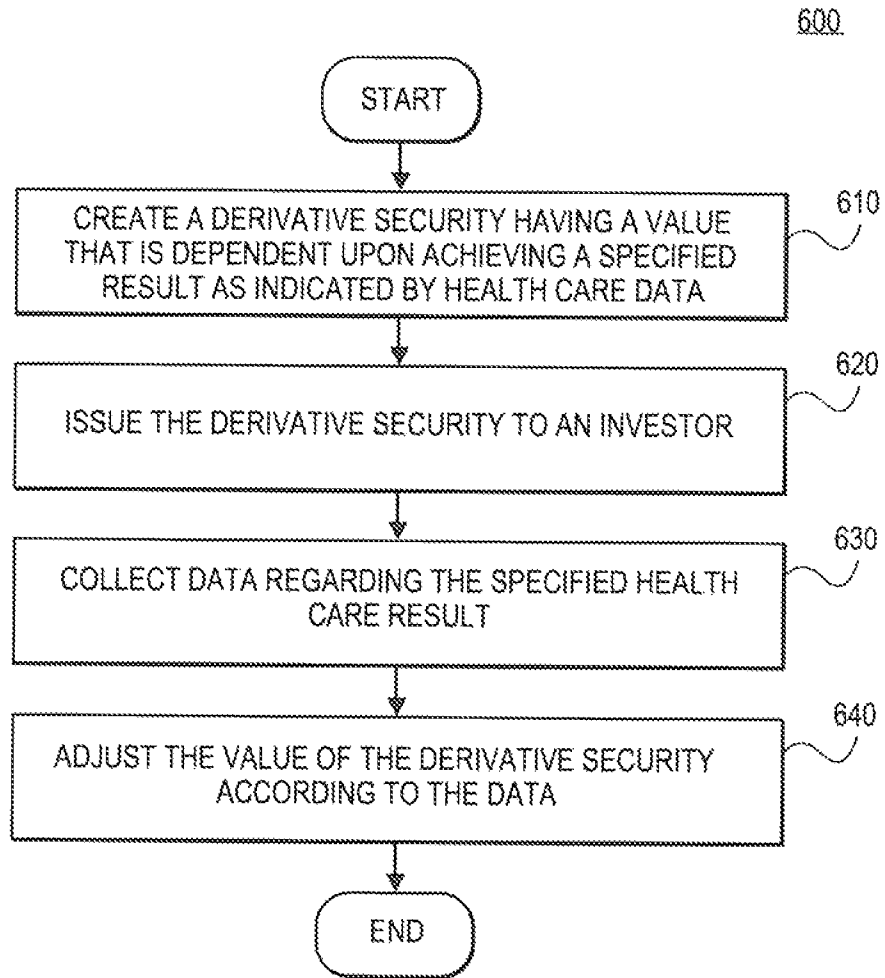 600
START
CREATE A DERIVATIVE SECURITY HAVING A VALUE
THAT IS DEPENDENT UPON ACHIEVING A SPECIFIED
RESULT AS INDICATED BY HEALTH CARE DATA
610
ISSUE THE DERIVATIVE SECURITY TO AN INVESTOR
620
COLLECT DATA REGARDING THE SPECIFIED HEALTH
CARE RESULT
630
ADJUST THE VALUE OF THE DERIVATIVE SECURITY
ACCORDING TO THE DATA
640
END